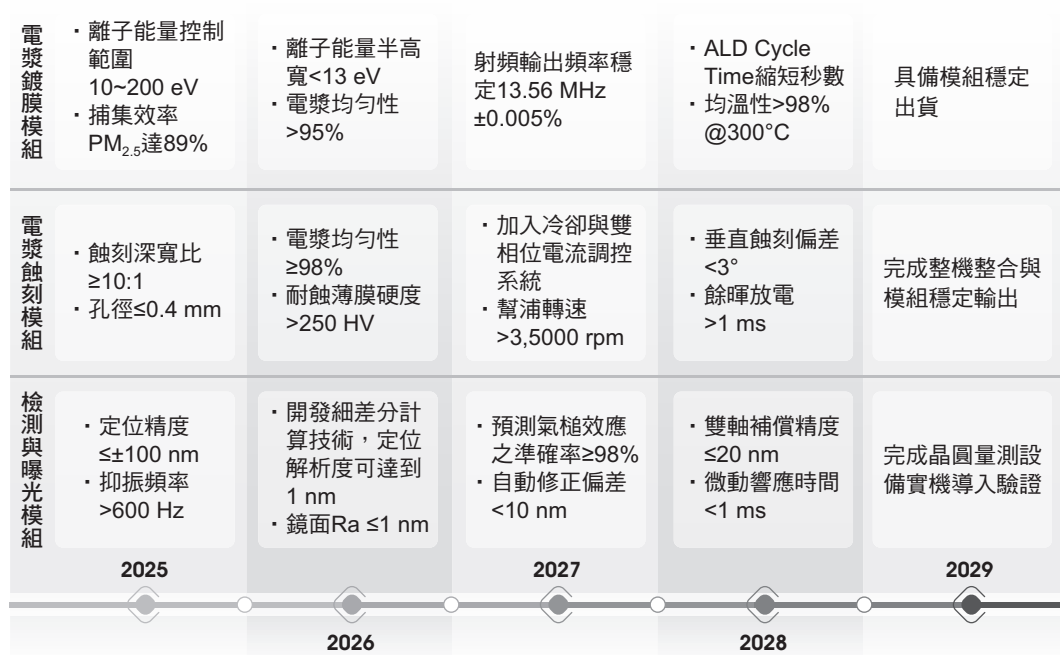 電漿鍍膜模組
・離子能量控制
範圍
10~200 eV
・捕集效率
PM2.5達89%
・離子能量半高
寬<13 eV
・電漿均勻性
>95%
射頻輸出頻率穩
定13.56 MHz
±0.005%
・ALD Cycle
Time縮短秒數
・均溫性>98%
@300°C
具備模組穩定
出貨
電漿蝕刻模組
・蝕刻深寬比
≥10:1
・孔徑≤0.4 mm
・電漿均勻性
≥98%
・耐蝕薄膜硬度
>250 HV
・加入冷卻與雙
相位電流調控
系統
・幫浦轉速
>3,5000 rpm
・垂直蝕刻偏差
<3°
・餘暉放電
>1 ms
完成整機整合與
模組穩定輸出
檢測與曝光模組
・定位精度
≤±100 nm
・抑振頻率
>600 Hz
・開發細差分計
算技術，定位
解析度可達到
1 nm
・鏡面Ra ≤1 nm
・預測氣槌效應
之準確率≥98%
・自動修正偏差
<10 nm
・雙軸補償精度
≤20 nm
・微動響應時間
<1 ms
完成晶圓量測設
備實機導入驗證
2025
2026
2027
2028
2029